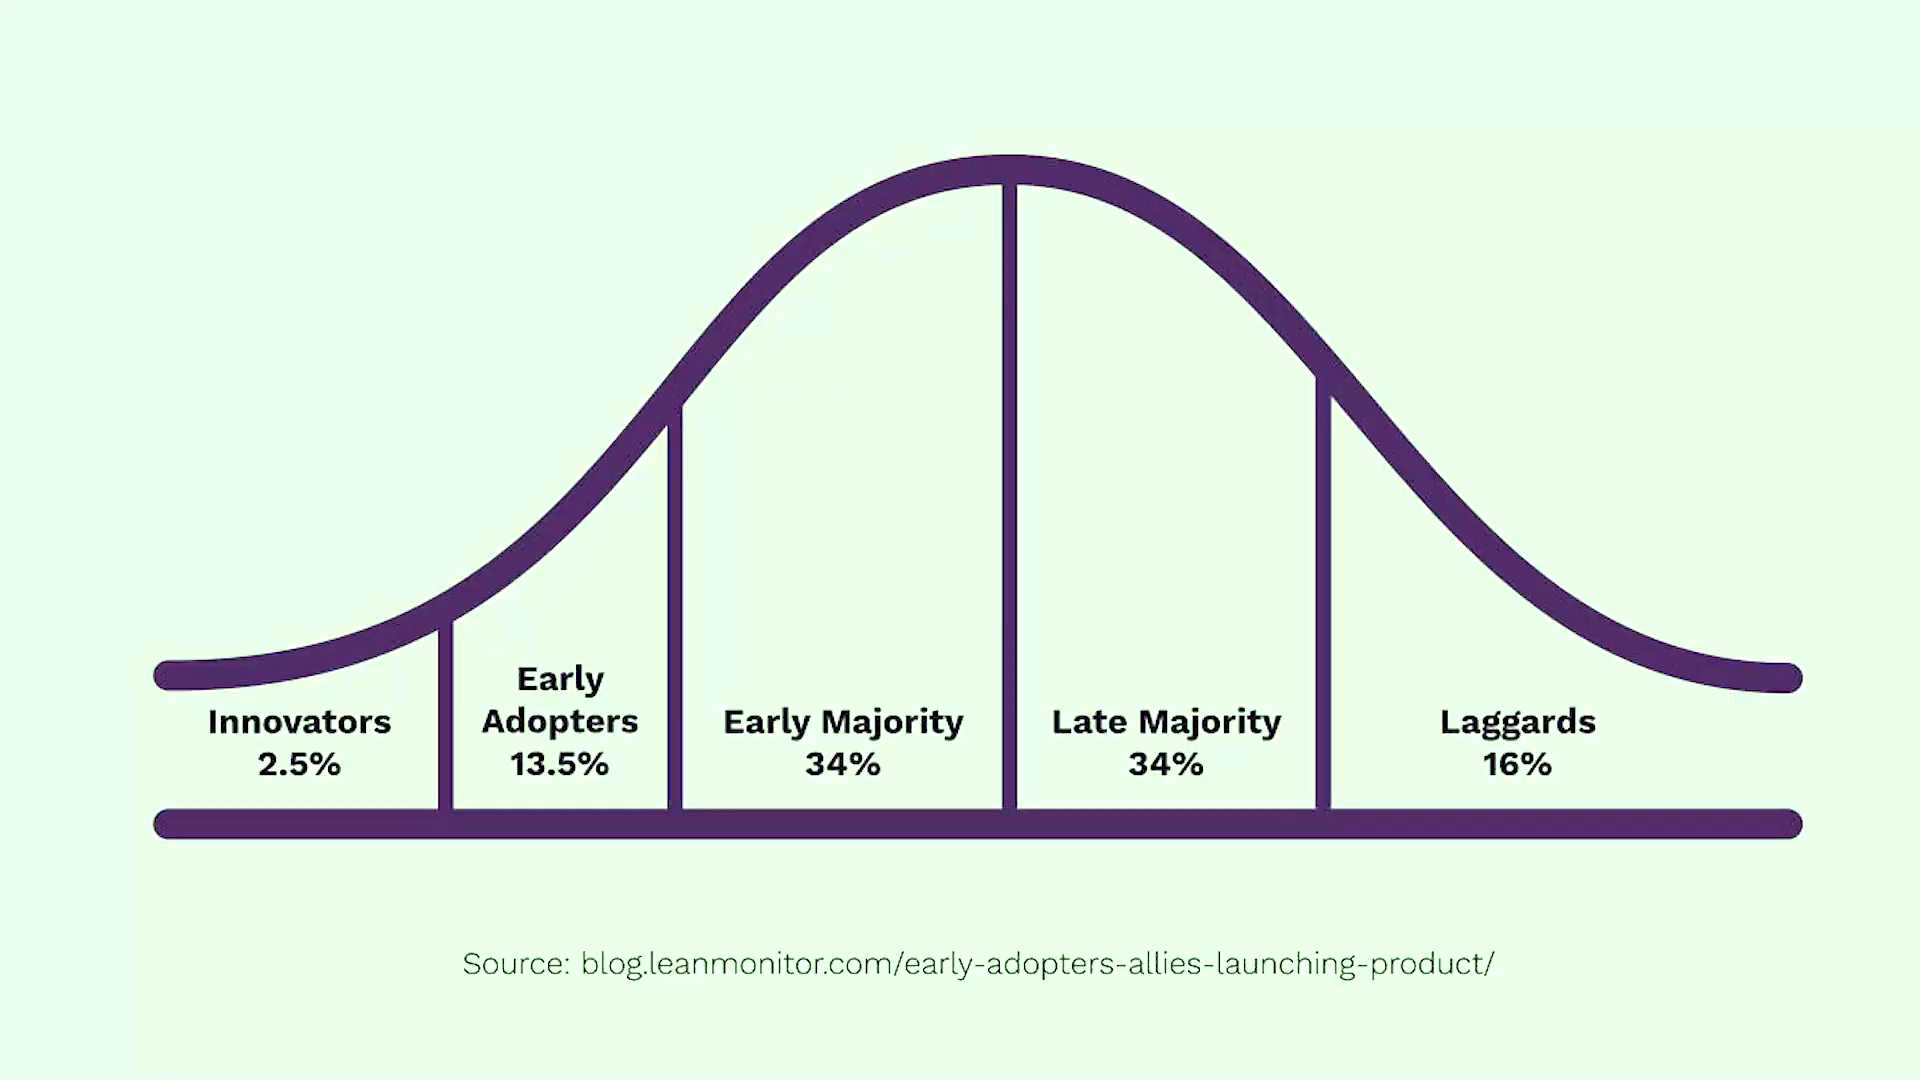 Innovators
2.5%
Early
Adopters
13.5%
Early Majority
34%
Late Majority
34%
Laggards
16%
Source: blog.leanmonitor.com/early-adopters-allies-launching-product/